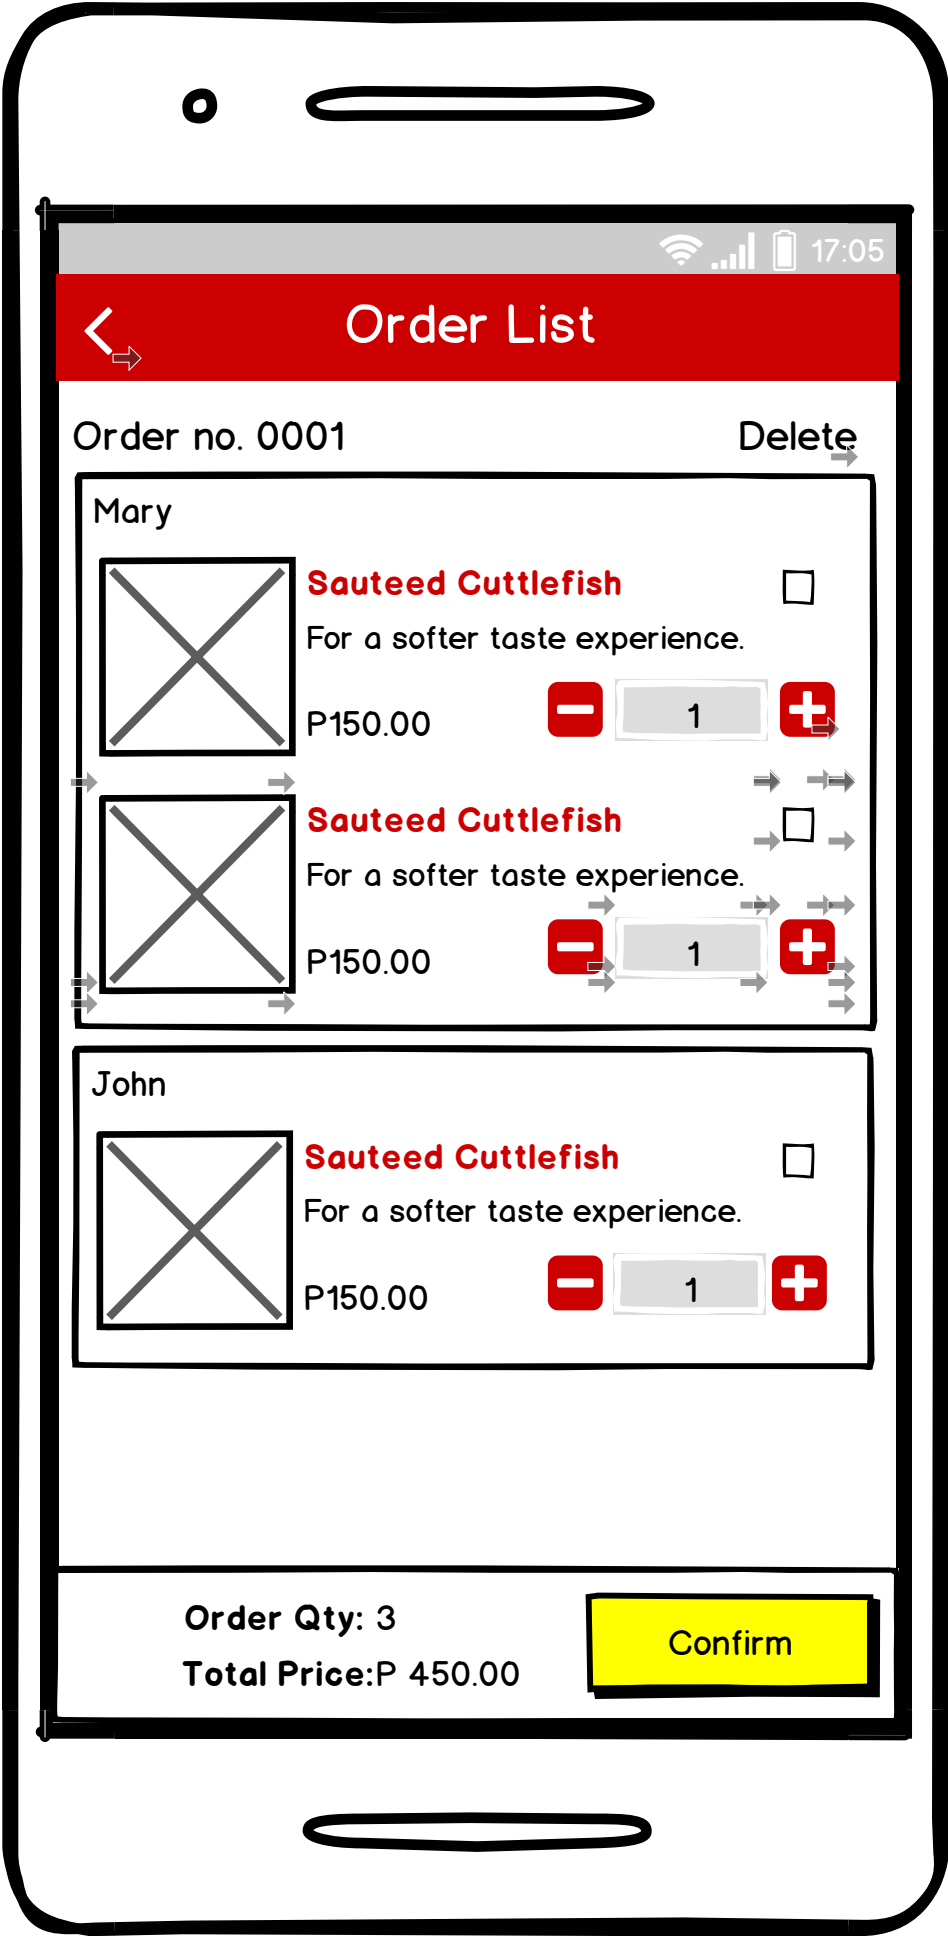 17:05
Order List
Order no. 0001 Delete
Mary
Sauteed Cuttlefish
For a softer taste experience.
P150.00 1
Sauteed Cuttlefish
For a softer taste experience.
P150.00 1
John
Sauteed Cuttlefish
For a softer taste experience.
P150.00 1
Order Qty: 3
Total Price:P 450.00
Confirm